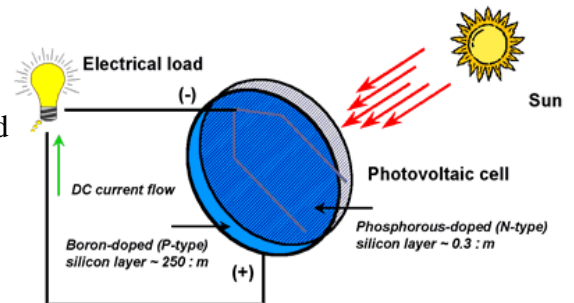 Electrical load
(-)
Sun
d
DC current flow
Photovoltaic cell
Boron-doped (P-type)
silicon layer ~ 250 : m
Phosphorous-doped (N-type)
silicon layer ~ 0.3 : m
(+)